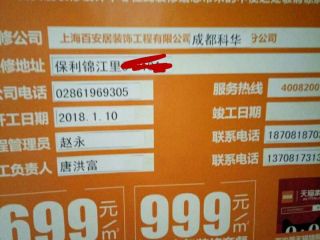 修公司 上海百安居装饰工程有限公司 成都科华 分公司
修地址 保利锦江里
公司电话 02861969305 服务热线 4008200
开工日期 2018.1.10 竣工日期
程管理员 赵永 联系电话 187081870
工负责人 唐洪富 联系电话 137081731
699元/㎡ 999元/㎡